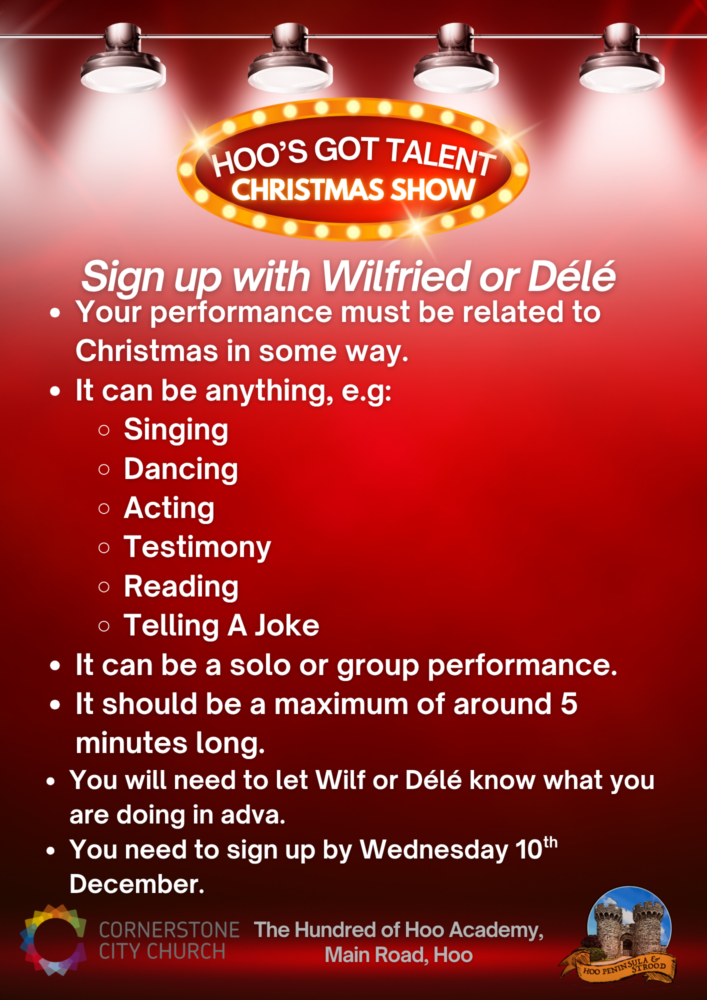 HOO'S GOT TALENT
CHRISTMAS SHOW
Sign up with Wilfried or Délé
• Your performance must be related to
Christmas in some way.
• It can be anything, e.g:
○ Singing
○ Dancing
○ Acting
○ Testimony
○ Reading
○ Telling A Joke
• It can be a solo or group performance.
• It should be a maximum of around 5
minutes long.
• You will need to let Wilf or Délé know what you
are doing in adva.
• You need to sign up by Wednesday 10th
December.
CORNERSTONE
CITY CHURCH
The Hundred of Hoo Academy,
Main Road, Hoo
HOO PENINSULA &
STROOD